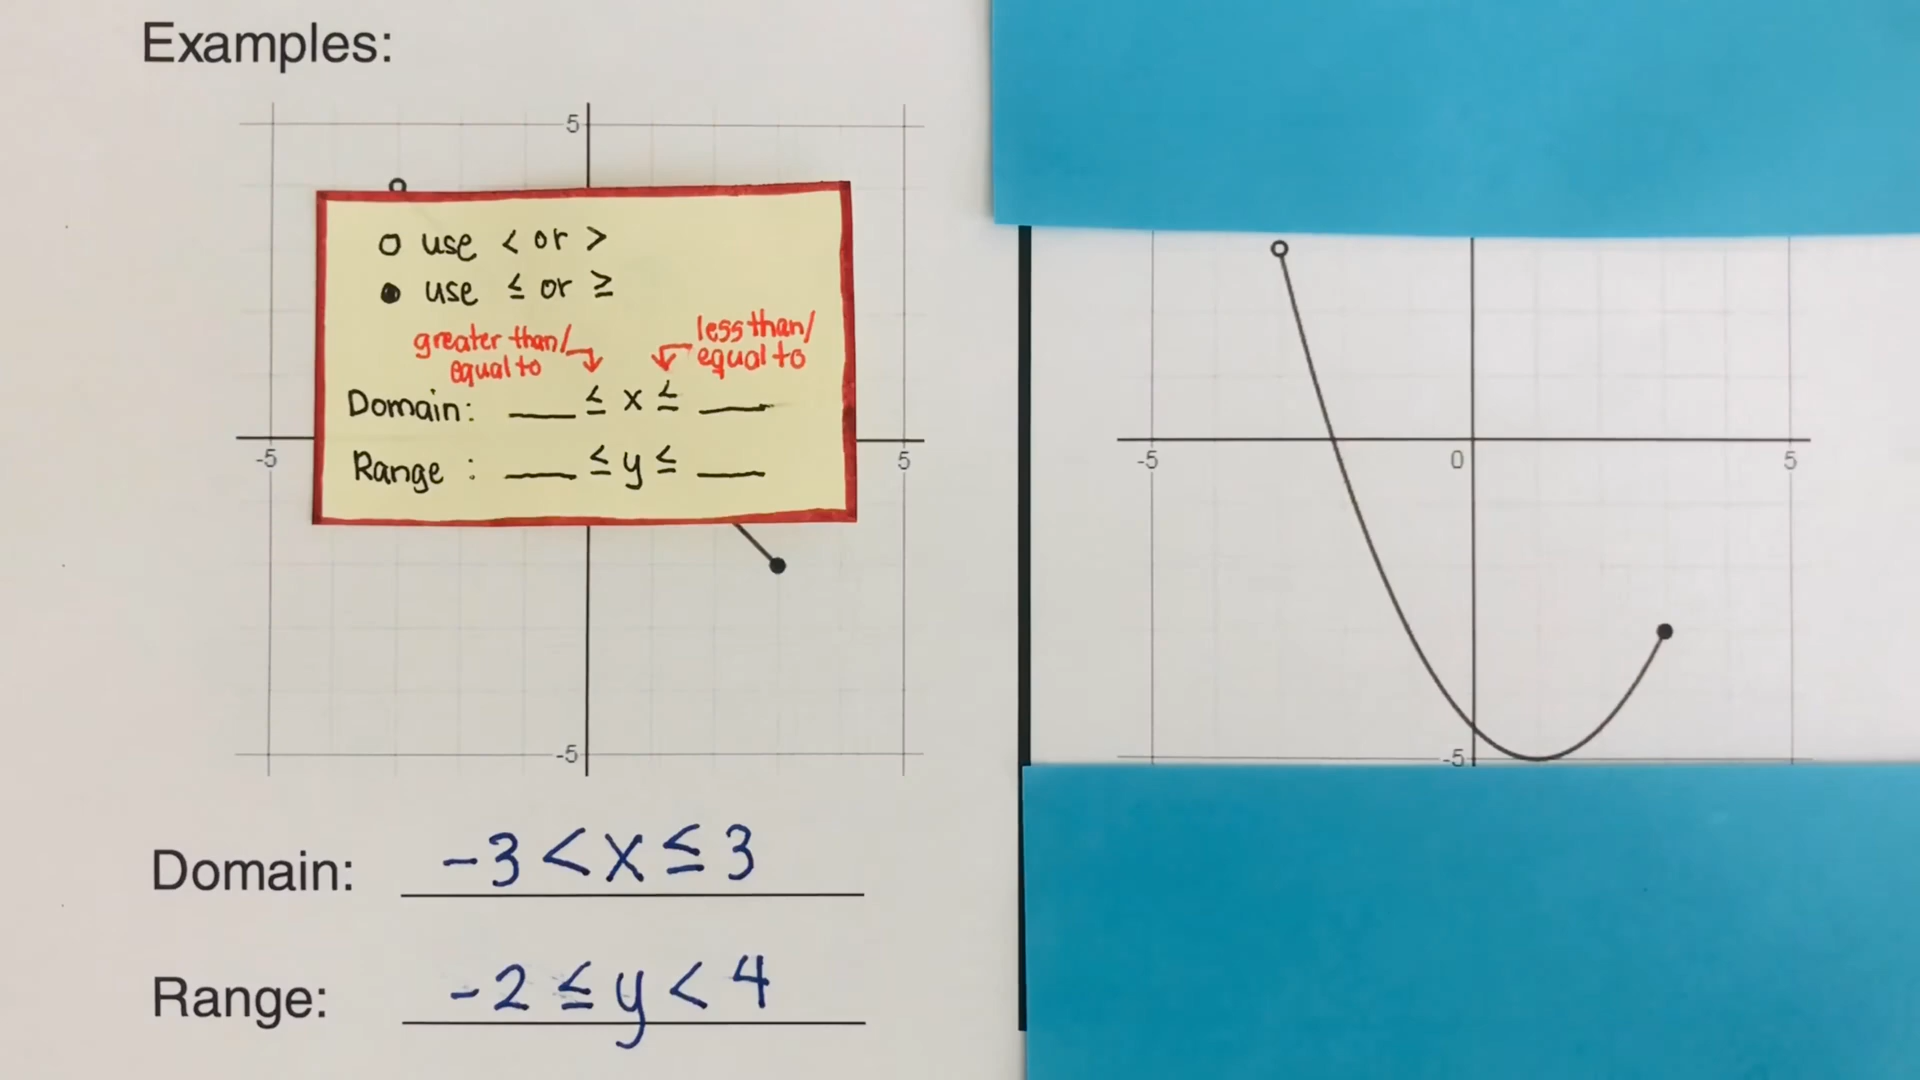 Examples:
5
○ use < or >
● use ≤ or ≥
greater than/
equal to
less than/
equal to
Domain: ___ ≤ x ≤ ___
Range : ___ ≤ y ≤ ___
-5
5
-5
Domain: -3 < x ≤ 3
Range: -2 ≤ y < 4
-5
0
5
-5